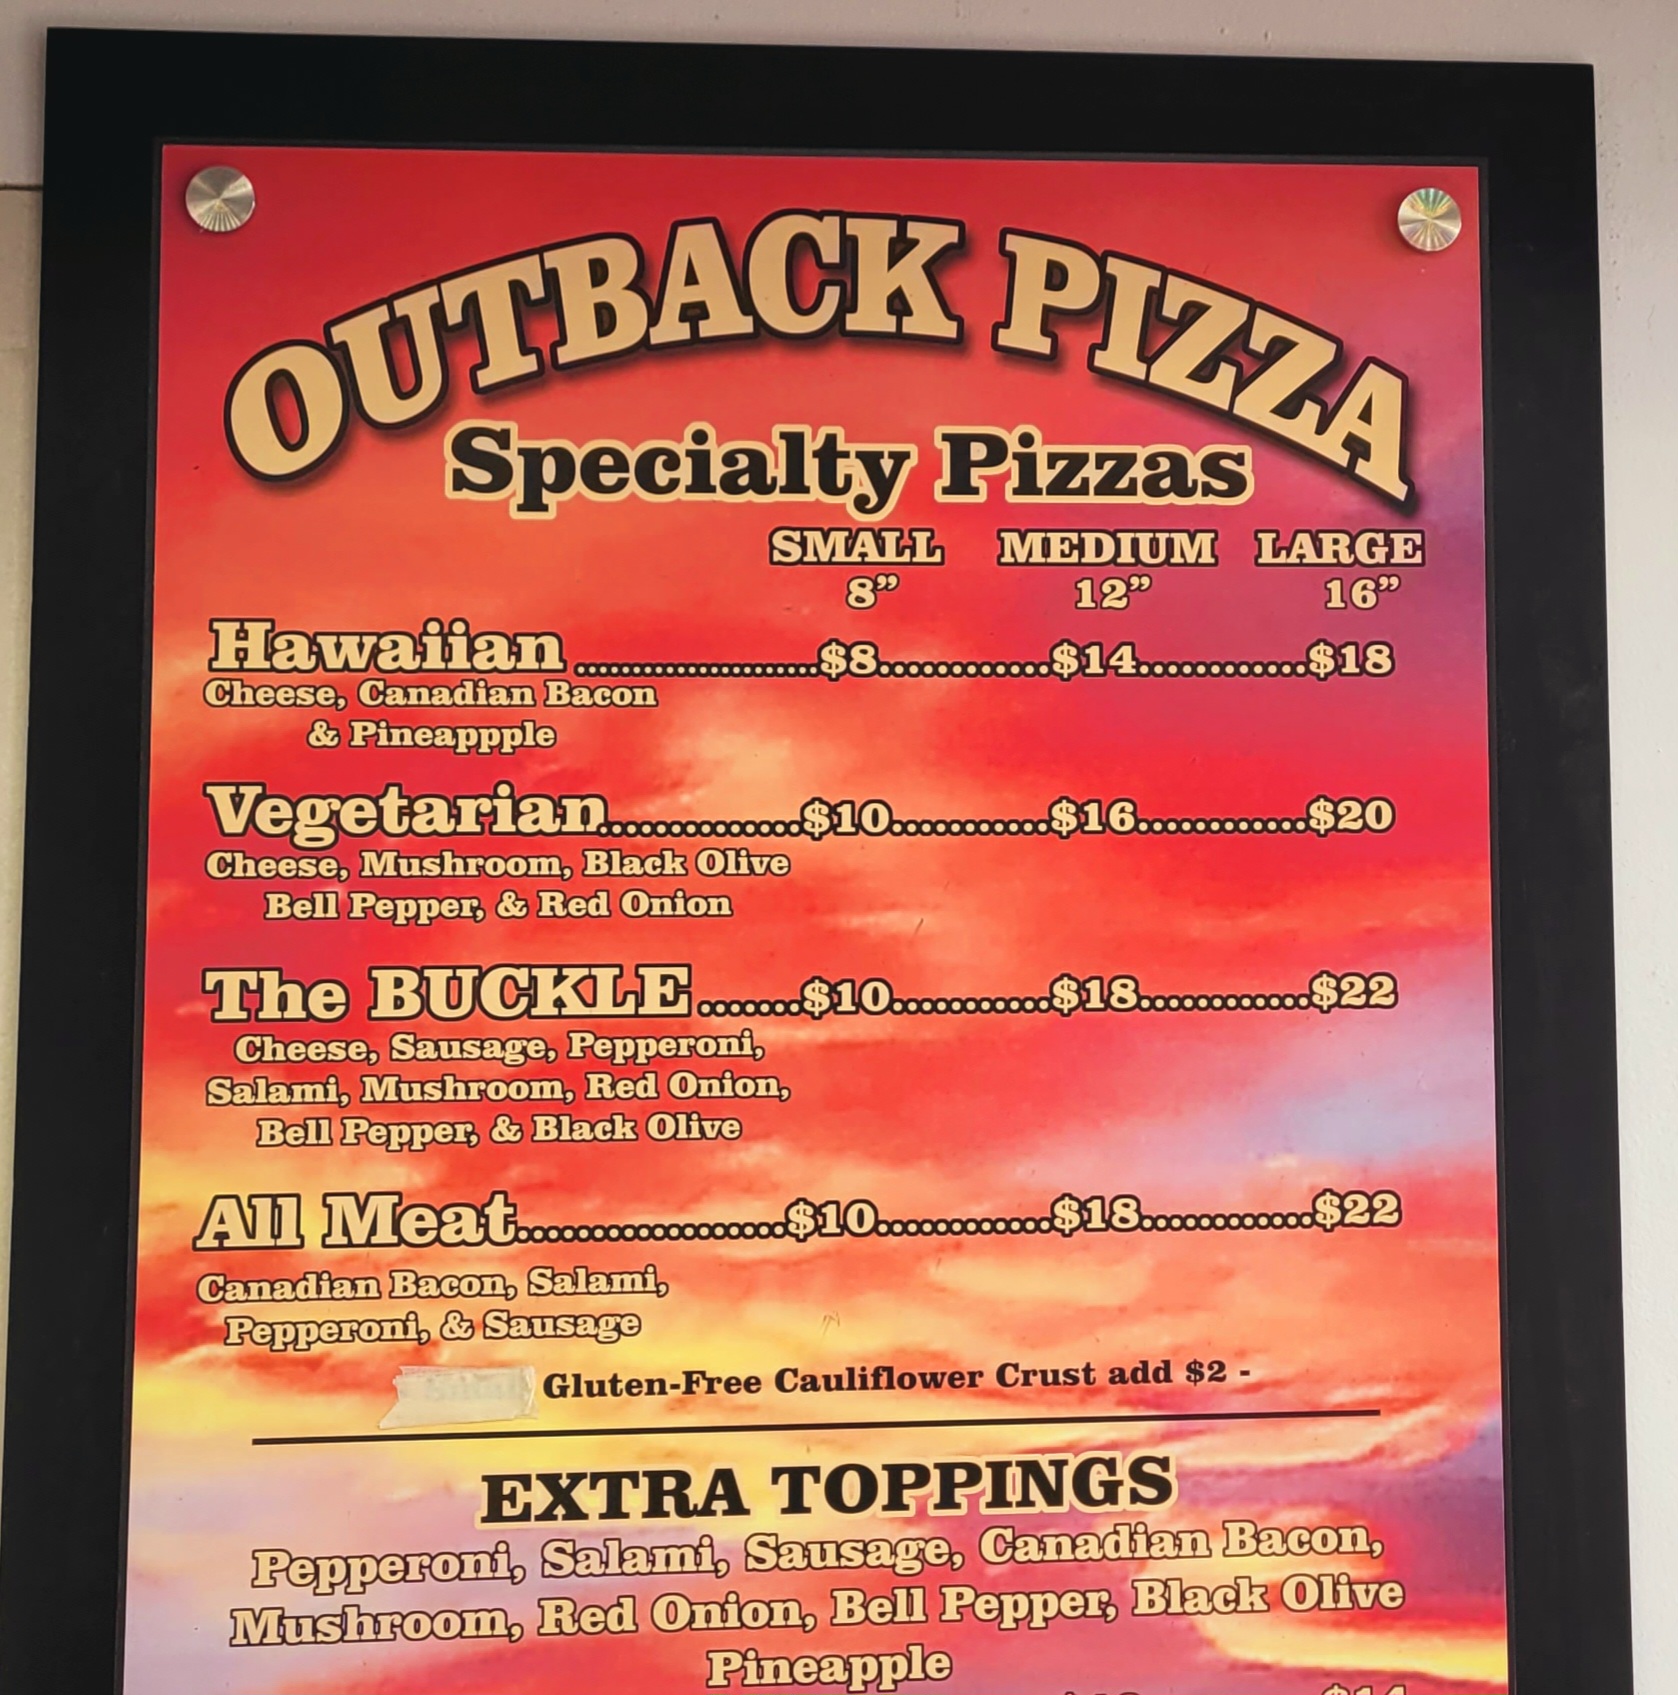 OUTBACK PIZZA
Specialty Pizzas
SMALL MEDIUM LARGE
8” 12” 16”
Hawaiian......................$8............$14............$18
Cheese, Canadian Bacon
& Pineappple
Vegetarian...............$10...........$16............$20
Cheese, Mushroom, Black Olive
Bell Pepper, & Red Onion
The BUCKLE.......$10...........$18............$22
Cheese, Sausage, Pepperoni,
Salami, Mushroom, Red Onion,
Bell Pepper, & Black Olive
All Meat...................$10............$18............$22
Canadian Bacon, Salami,
Pepperoni, & Sausage
Gluten-Free Cauliflower Crust add $2 -
EXTRA TOPPINGS
Pepperoni, Salami, Sausage, Canadian Bacon,
Mushroom, Red Onion, Bell Pepper, Black Olive
Pineapple